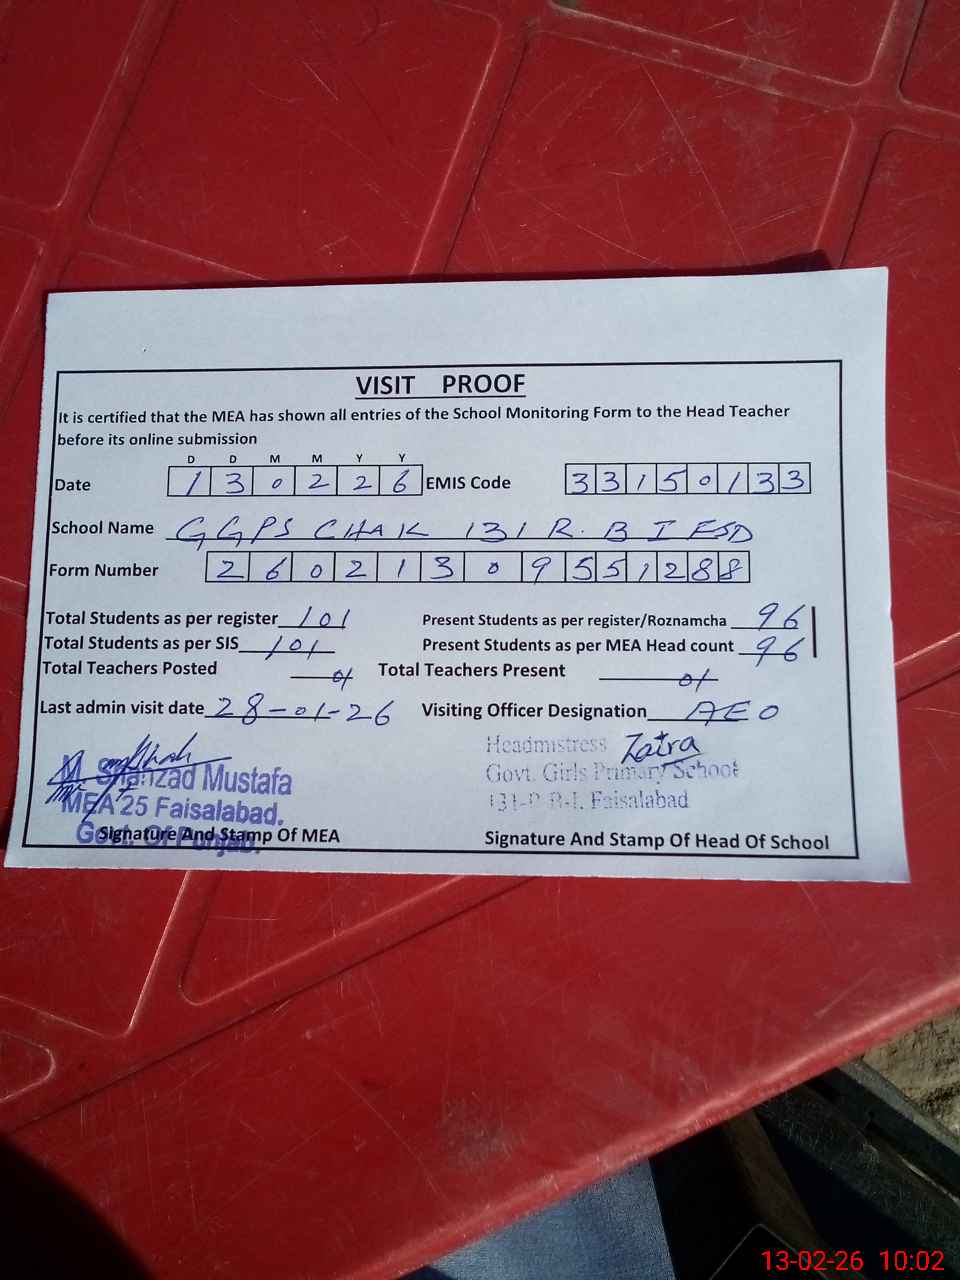 VISIT PROOF
It is certified that the MEA has shown all entries of the School Monitoring Form to the Head Teacher
before its online submission
D D M M Y Y
Date 1 3 0 2 2 6 EMIS Code 3 3 1 5 0 1 3 3
School Name GGPS CHAK 131 R.B I FSD
Form Number 2 6 0 2 1 3 0 9 5 5 1 2 8 8
Total Students as per register 101 Present Students as per register/Roznamcha 96
Total Students as per SIS 101 Present Students as per MEA Head count 96
Total Teachers Posted Total Teachers Present
Last admin visit date 28-01-26 Visiting Officer Designation AEO
Headmistress Zaira
M. Shahzad Mustafa Govt. Girls Primary School
MEA 25 Faisalabad. Faisalabad
Govt. Of Punjab.
Signature And Stamp Of MEA Signature And Stamp Of Head Of School
13-02-26 10:02